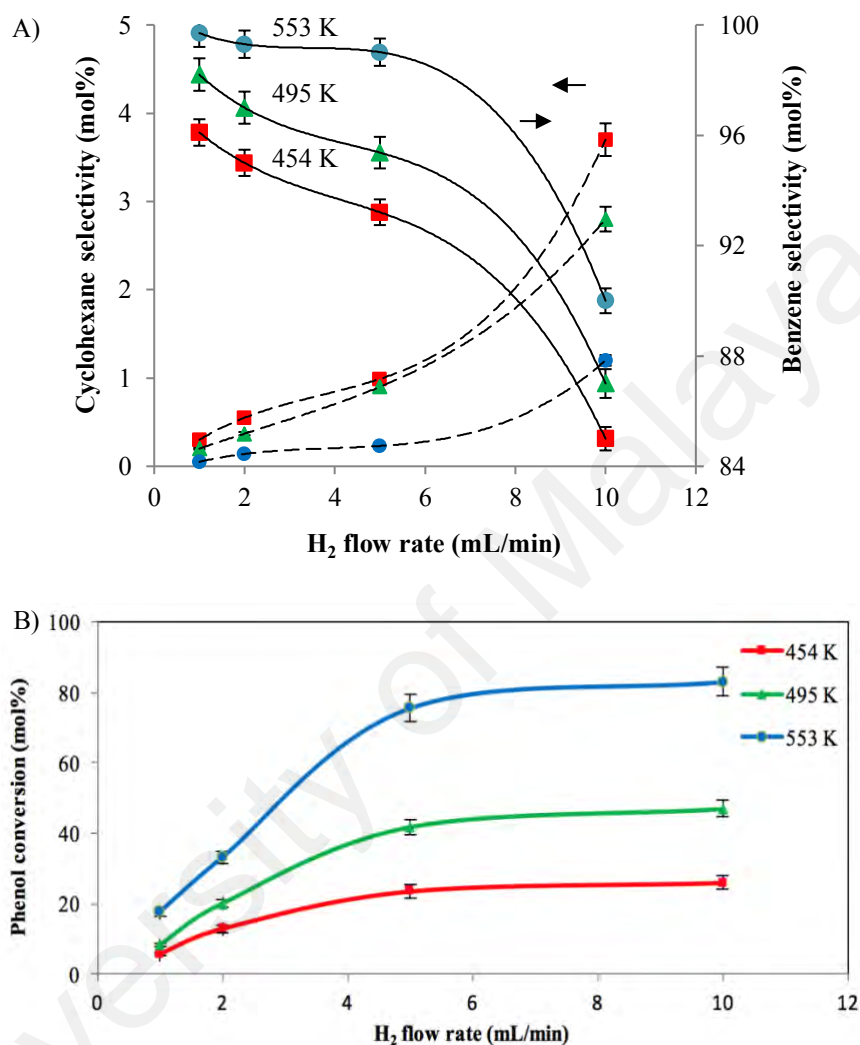 A)
Cyclohexane selectivity (mol%)
5
4
3
2
1
0
553 K
495 K
454 K
100
96
92
88
84
Benzene selectivity (mol%)
0 2 4 6 8 10 12
H₂ flow rate (mL/min)
B)
Phenol conversion (mol%)
100
80
60
40
20
0
454 K
495 K
553 K
0 2 4 6 8 10 12
H₂ flow rate (mL/min)
versity of Malaya